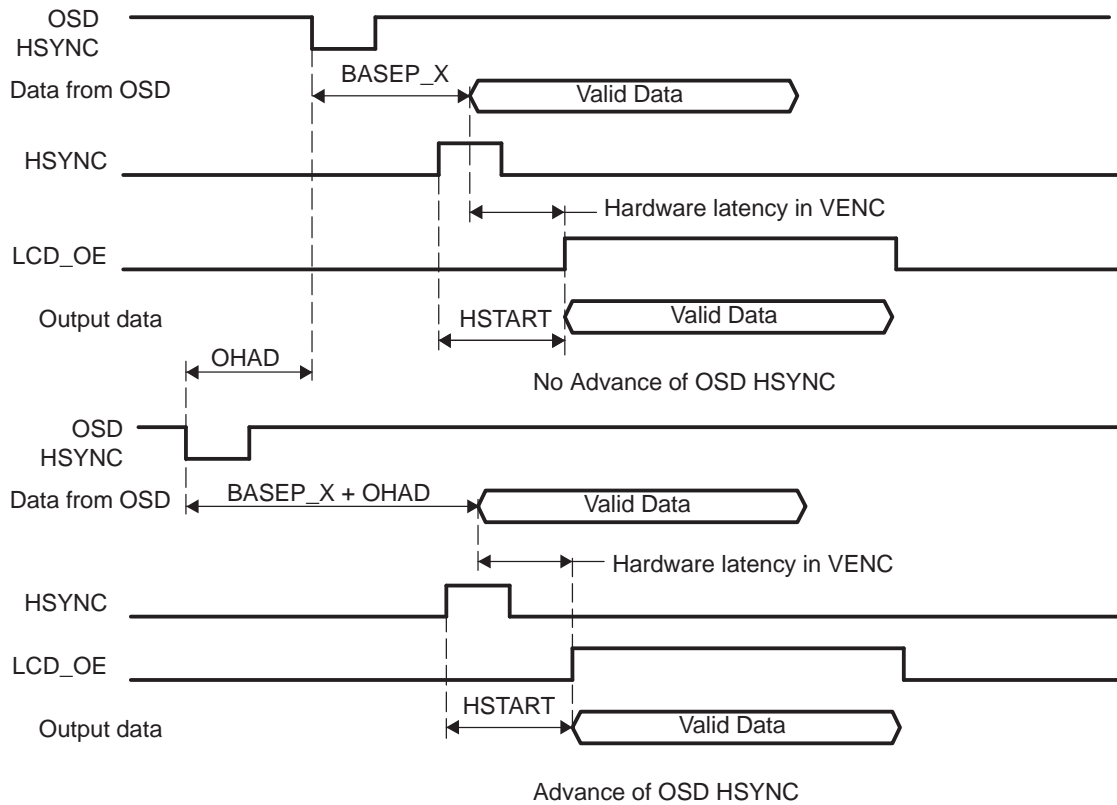 OSD
HSYNC
BASEP_X
Data from OSD
Valid Data
HSYNC
Hardware latency in VENC
LCD_OE
HSTART
Valid Data
Output data
OHAD
No Advance of OSD HSYNC
OSD
HSYNC
BASEP_X + OHAD
Data from OSD
Valid Data
Hardware latency in VENC
HSYNC
LCD_OE
HSTART
Valid Data
Output data
Advance of OSD HSYNC